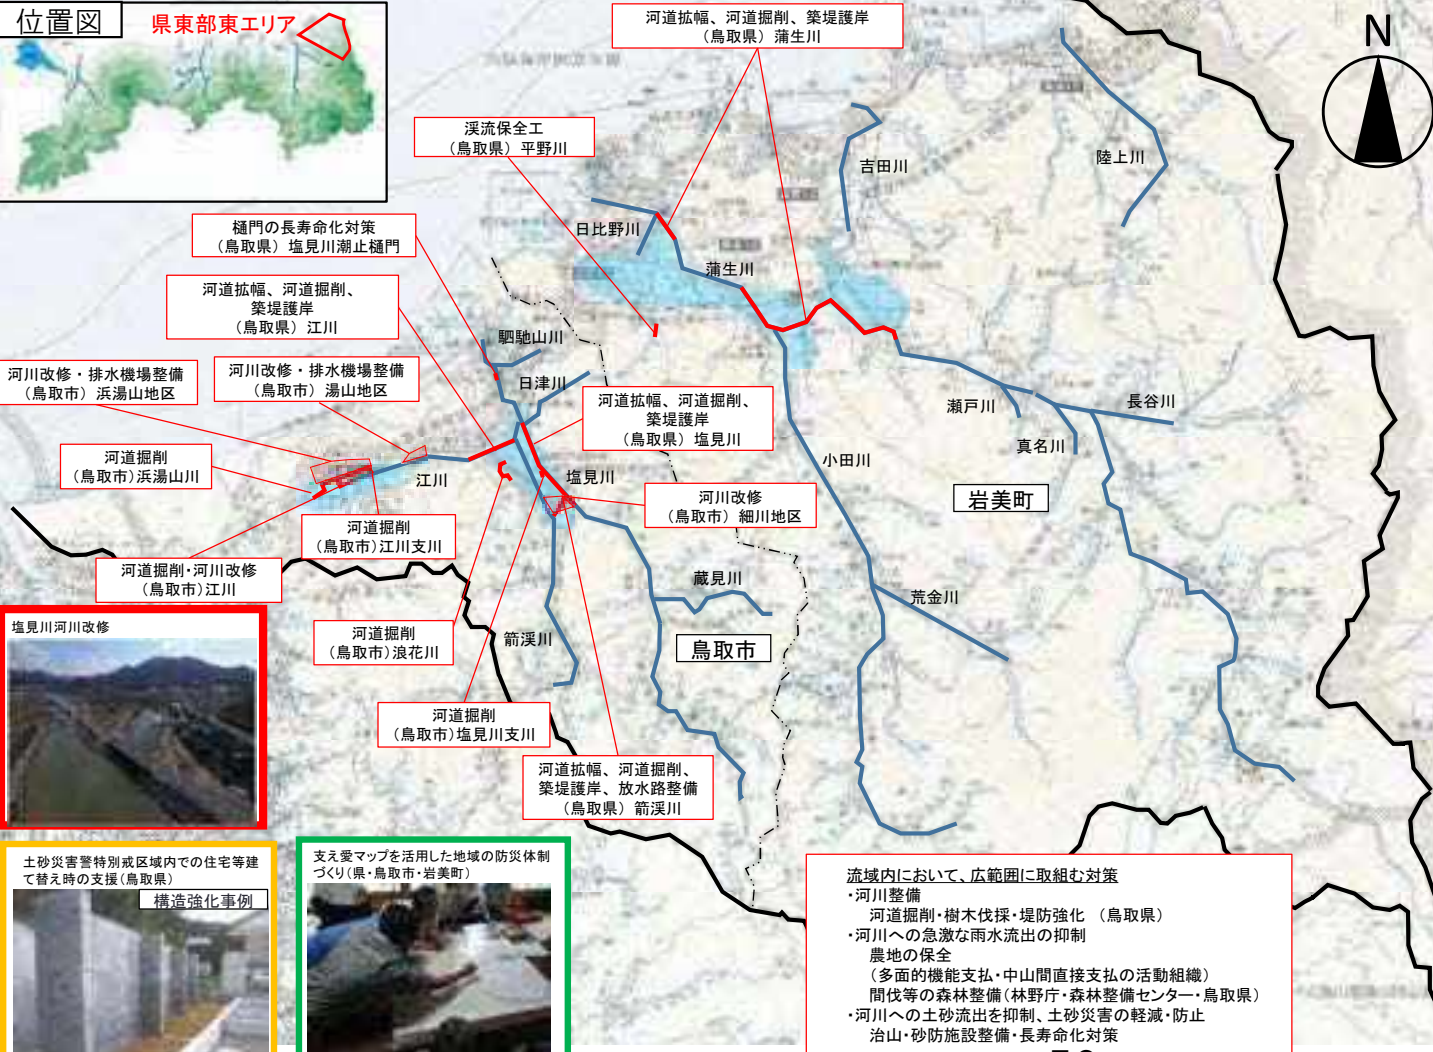 位置図
県東部東エリア
N
河道拡幅、河道掘削、築堤護岸
(鳥取県) 蒲生川
渓流保全工
(鳥取県) 平野川
吉田川
陸上川
樋門の長寿命化対策
(鳥取県) 塩見川潮止樋門
日比野川
蒲生川
河道拡幅、河道掘削、
築堤護岸
(鳥取県) 江川
駟馳山川
河川改修・排水機場整備
(鳥取市) 浜湯山地区
河川改修・排水機場整備
(鳥取市) 湯山地区
日津川
河道拡幅、河道掘削、
築堤護岸
(鳥取県) 塩見川
瀬戸川
長谷川
真名川
河道掘削
(鳥取市)浜湯山川
江川
塩見川
小田川
岩美町
河川改修
(鳥取市) 細川地区
河道掘削
(鳥取市)江川支川
河道掘削・河川改修
(鳥取市)江川
蔵見川
荒金川
塩見川河川改修
河道掘削
(鳥取市)浪花川
箭渓川
鳥取市
河道掘削
(鳥取市)塩見川支川
河道拡幅、河道掘削、
築堤護岸、放水路整備
(鳥取県) 箭渓川
土砂災害警特別戒区域内での住宅等建
て替え時の支援(鳥取県)
構造強化事例
支え愛マップを活用した地域の防災体制
づくり(県・鳥取市・岩美町)
流域内において、広範囲に取組む対策
・河川整備
河道掘削・樹木伐採・堤防強化 (鳥取県)
・河川への急激な雨水流出の抑制
農地の保全
(多面的機能支払・中山間直接支払の活動組織)
間伐等の森林整備(林野庁・森林整備センター・鳥取県)
・河川への土砂流出を抑制、土砂災害の軽減・防止
治山・砂防施設整備・長寿命化対策